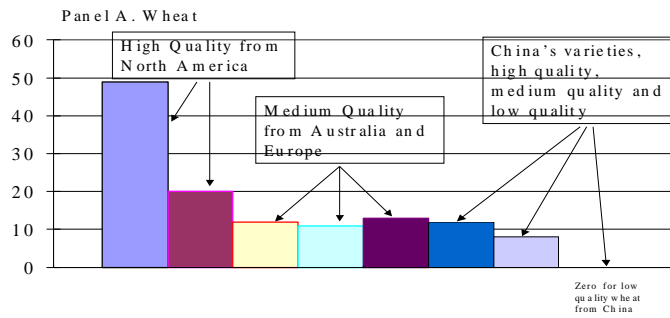 Panel A. Wheat
60
50
40
30
20
10
0
High Quality from
North America
Medium Quality
from Australia and
Europe
China's varieties,
high quality,
medium quality and
low quality
Zero for low
quality wheat
from China